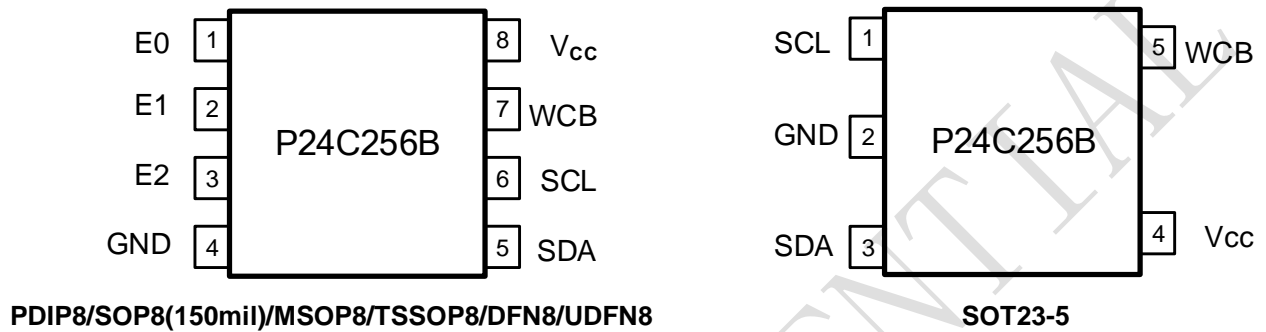 E0 1 8 Vcc
E1 2 7 WCB
E2 3 6 SCL
GND 4 5 SDA
P24C256B
PDIP8/SOP8(150mil)/MSOP8/TSSOP8/DFN8/UDFN8
SCL 1 5 WCB
GND 2
SDA 3 4 Vcc
P24C256B
SOT23-5
NTIAL